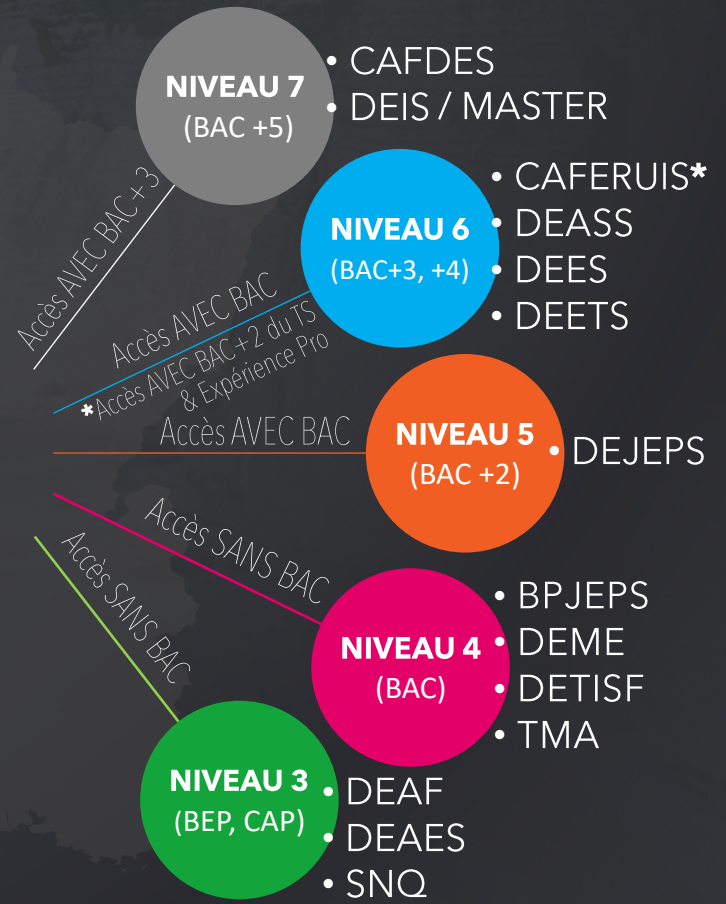 NIVEAU 7
(BAC +5)
• CAFDES
• DEIS / MASTER
Accès AVEC BAC+3
NIVEAU 6
(BAC+3, +4)
• CAFERUIS*
• DEASS
• DEES
• DEETS
Accès AVEC BAC
*Accès AVEC BAC+2 du TS
& Expérience Pro
NIVEAU 5
(BAC +2)
• DEJEPS
Accès AVEC BAC
NIVEAU 4
(BAC)
• BPJEPS
• DEME
• DETISF
• TMA
Accès SANS BAC
NIVEAU 3
(BEP, CAP)
• DEAF
• DEAES
• SNQ
Accès SANS BAC